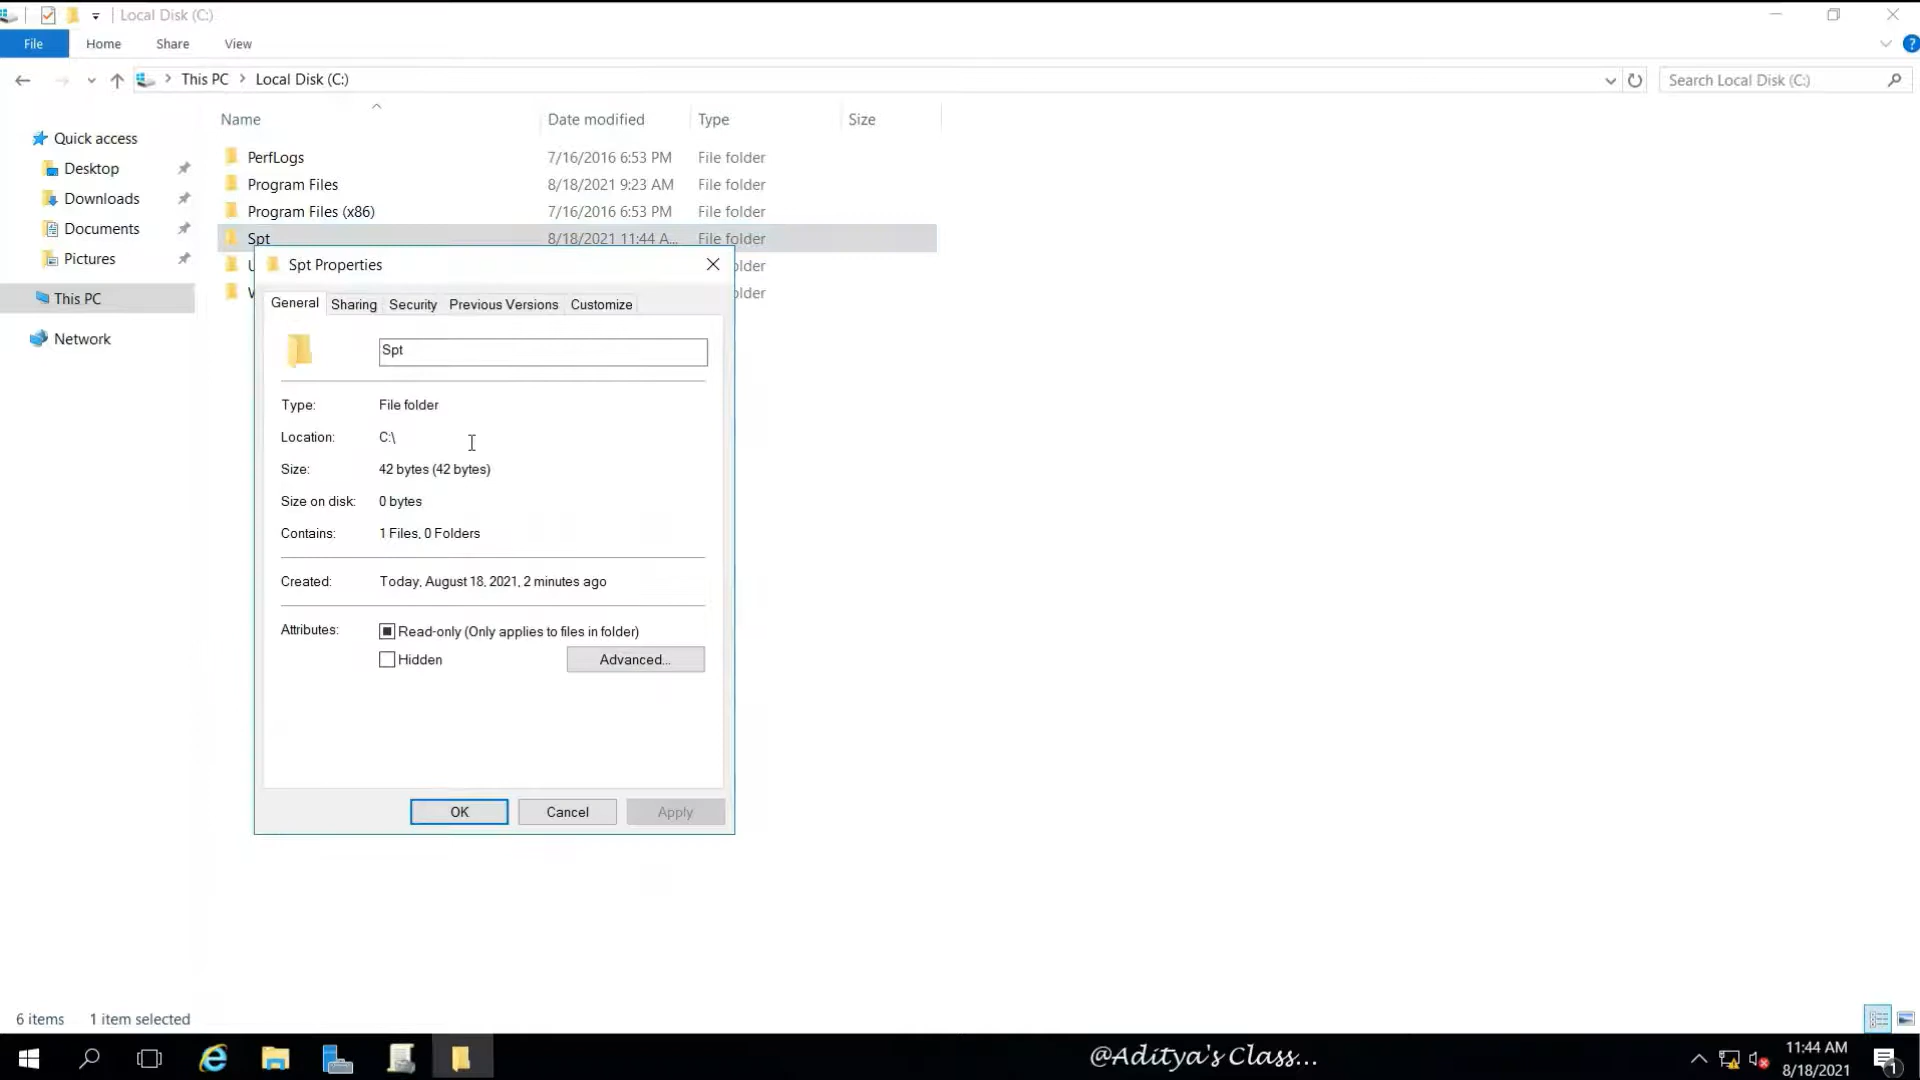 Local Disk (C:)
File Home Share View
This PC Local Disk (C:)
Search Local Disk (C:)
Name Date modified Type Size
Quick access
Desktop
Downloads
Documents
Pictures
This PC
Network
PerfLogs 7/16/2016 6:53 PM File folder
Program Files 8/18/2021 9:23 AM File folder
Program Files (x86) 7/16/2016 6:53 PM File folder
Spt 8/18/2021 11:44 A... File folder
Spt Properties
General Sharing Security Previous Versions Customize
Spt
Type: File folder
Location: C:\
Size: 42 bytes (42 bytes)
Size on disk: 0 bytes
Contains: 1 Files, 0 Folders
Created: Today, August 18, 2021, 2 minutes ago
Attributes: Read-only (Only applies to files in folder)
Hidden Advanced...
OK Cancel Apply
6 items 1 item selected
@Aditya's Class...
11:44 AM
8/18/2021
1